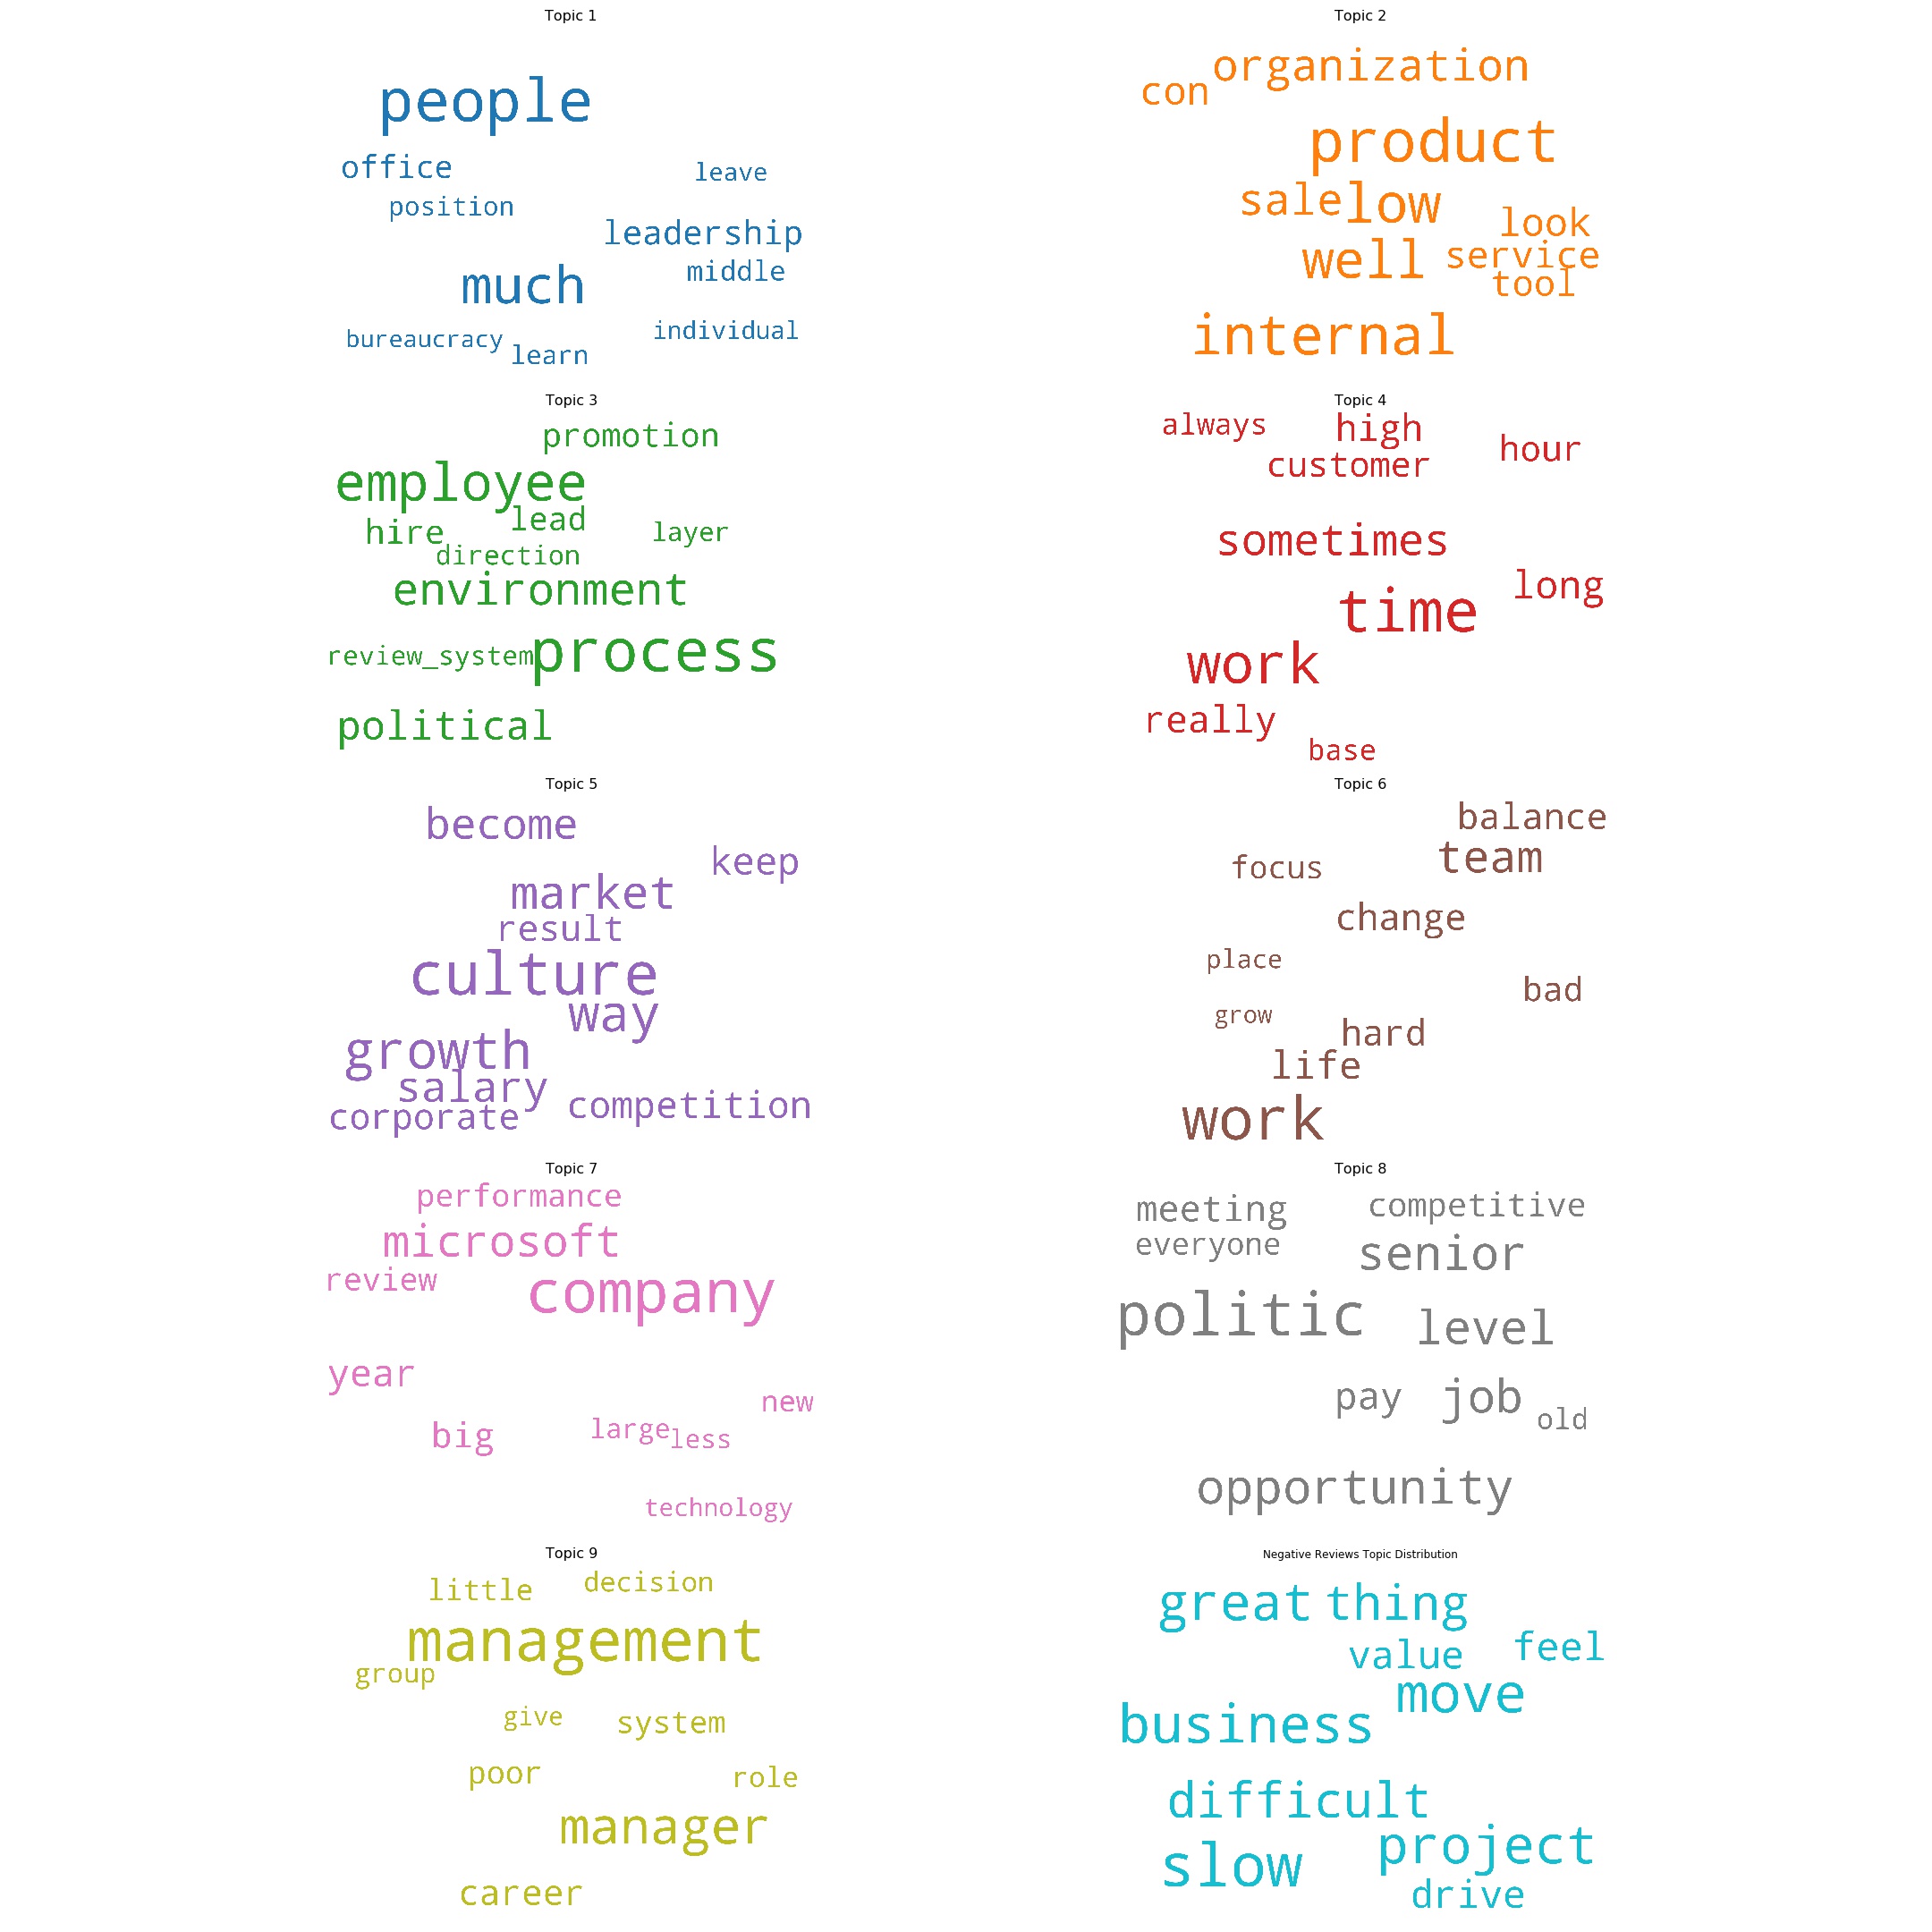 Topic 1
people
office
leave
position
leadership
middle
much
individual
bureaucracy
learn
Topic 2
organization
con
product
sale
low
look
well
service
tool
internal
Topic 3
promotion
employee
lead
hire
layer
direction
environment
process
review_system
political
Topic 4
always
high
hour
customer
sometimes
long
time
work
really
base
Topic 5
become
keep
market
result
culture
way
growth
salary
competition
corporate
Topic 6
balance
team
focus
change
place
bad
grow
hard
life
work
Topic 7
performance
microsoft
review
company
year
new
big
large
less
technology
Topic 8
meeting
competitive
everyone
senior
politic
level
pay
job
old
opportunity
Topic 9
little
decision
management
group
give
system
poor
role
manager
career
Negative Reviews Topic Distribution
great
thing
value
feel
move
business
difficult
project
slow
drive